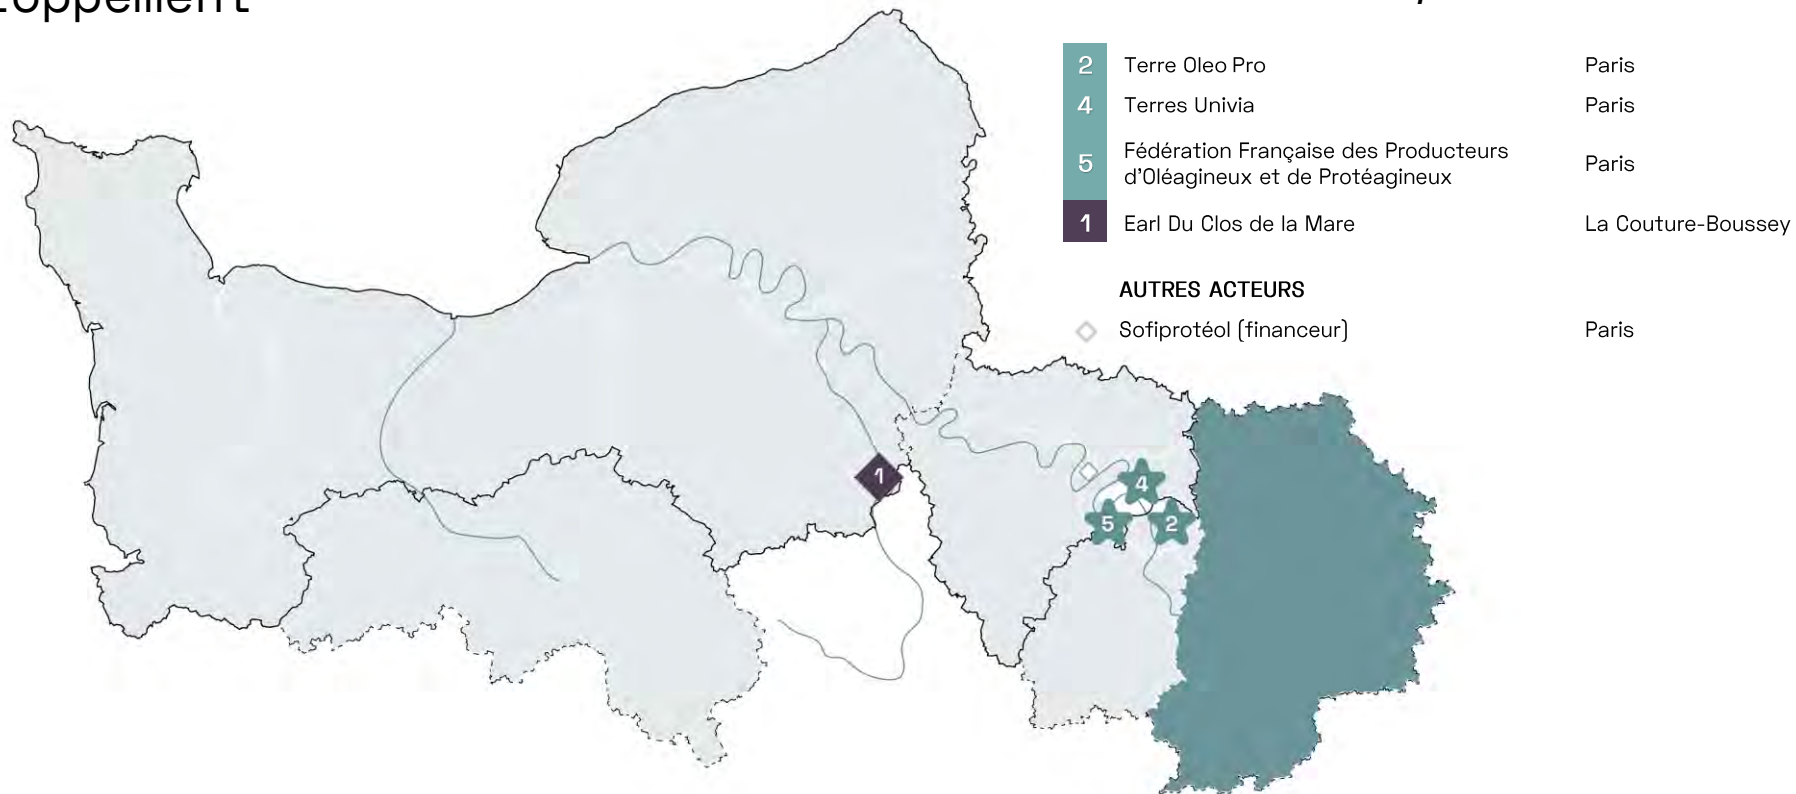 2 Terre Oleo Pro Paris
4 Terres Univia Paris
Fédération Française des Producteurs
5 d'Oléagineux et de Protéagineux Paris
1 Earl Du Clos de la Mare La Couture-Boussey
AUTRES ACTEURS
Sofiprotéol (financeur) Paris
1
4
5 2